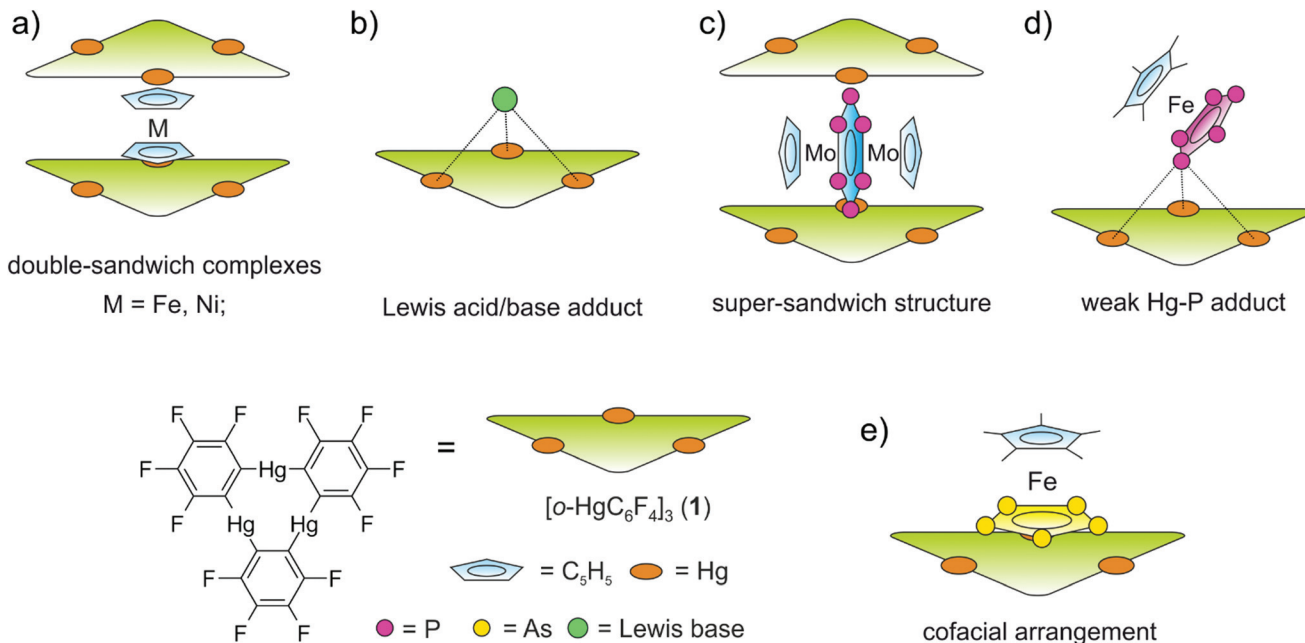 a)
b)
c)
d)
M
Mo Mo
Fe
double-sandwich complexes
M = Fe, Ni;
Lewis acid/base adduct
super-sandwich structure
weak Hg-P adduct
F F
F F
F Hg F
Hg Hg
F F
F F
F F
=
[o-HgC₆F₄]₃ (1)
= C₅H₅
= Hg
= P
= As
= Lewis base
e)
Fe
cofacial arrangement